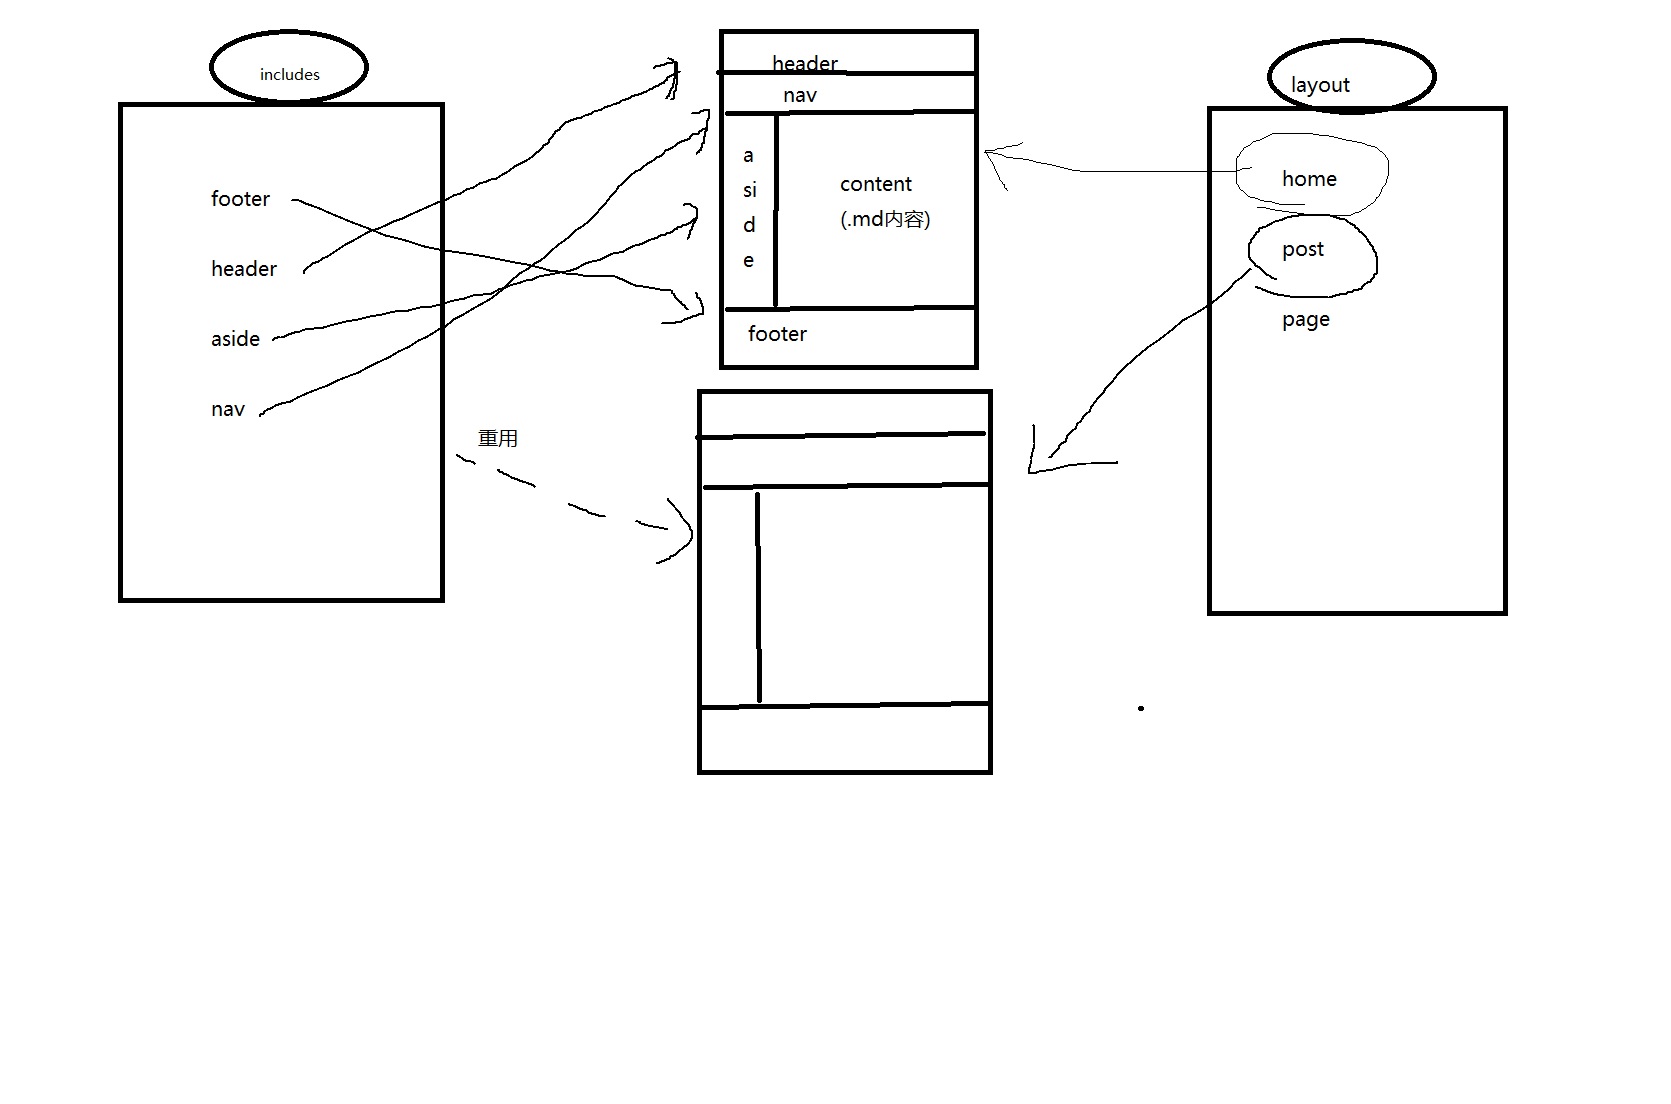 includes
footer
header
aside
nav
重用
header
nav
a
si
d
e
content
(.md内容)
footer
layout
home
post
page